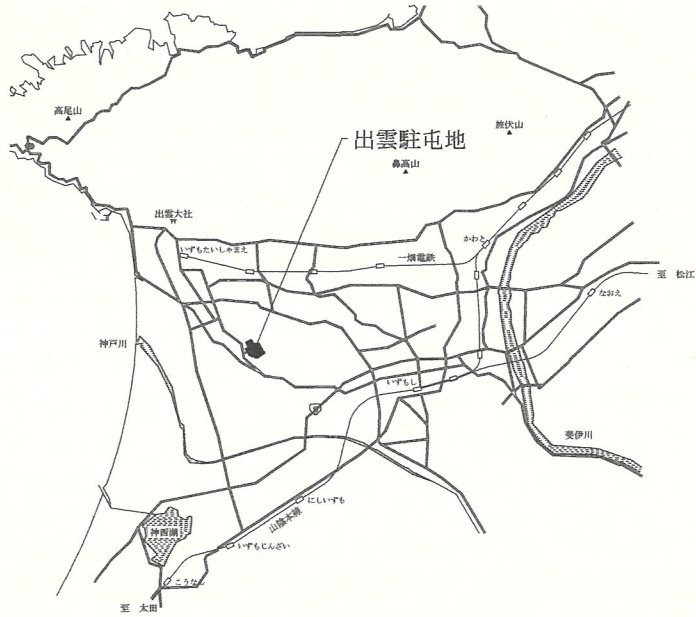 高尾山
出雲駐屯地
旅伏山
鼻高山
出雲大社
いずもたいしゃまえ
かわと
一畑電鉄
至 松江
なおえ
神戸川
いずもし
斐伊川
にしいずも
山陰本線
神西湖
いずもじんざい
こうなん
至 太田